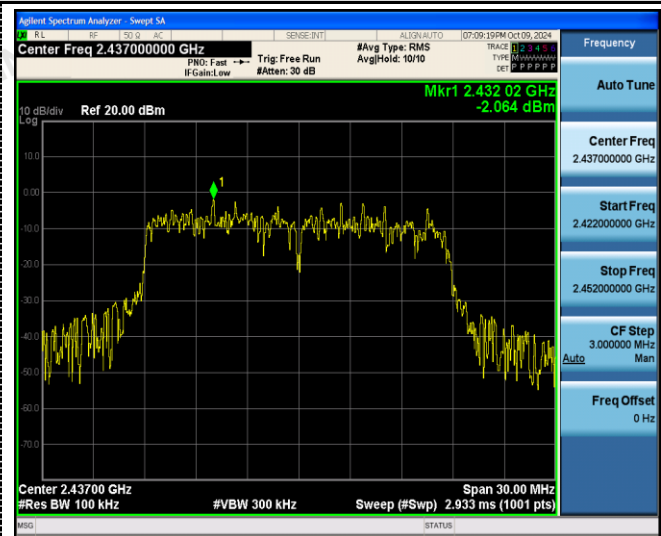 Agilent Spectrum Analyzer - Swept SA
RL RF 50 Ω AC SENSE:INT ALIGNAUTO 07:09:19PM Oct 09, 2024
Center Freq 2.437000000 GHz #Avg Type: RMS TRACE 1 2 3 4 5 6 Frequency
PNO: Fast Trig: Free Run Avg|Hold: 10/10 TYPE
IFGain:Low #Atten: 30 dB DET P P P P P P
Auto Tune
Mkr1 2.432 02 GHz
10 dB/div Ref 20.00 dBm -2.064 dBm
Log
10.0
0.00
-10.0
-20.0
-30.0
-40.0
-50.0
-60.0
-70.0
1
Center Freq
2.437000000 GHz
Start Freq
2.422000000 GHz
Stop Freq
2.452000000 GHz
CF Step
3.000000 MHz
Auto Man
Freq Offset
0 Hz
Center 2.43700 GHz Span 30.00 MHz
#Res BW 100 kHz #VBW 300 kHz Sweep (#Swp) 2.933 ms (1001 pts)
MSG STATUS